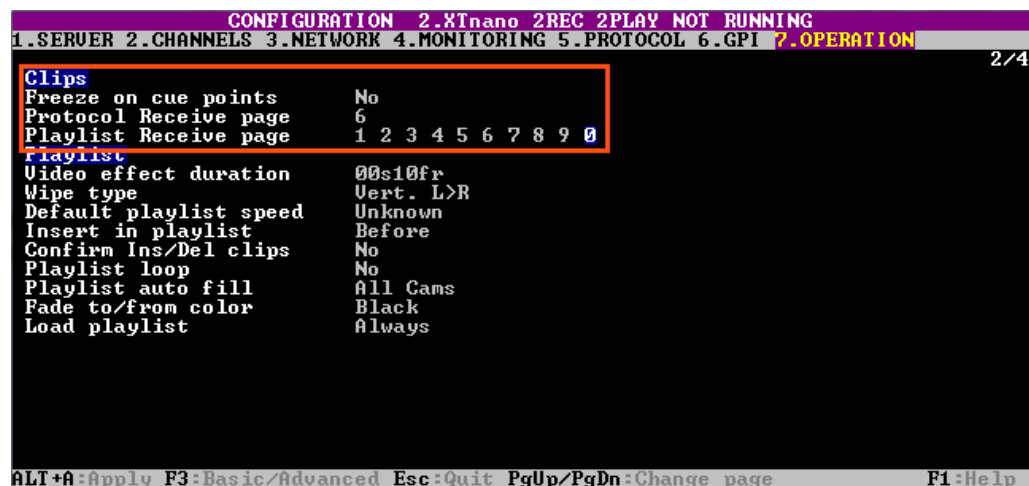 CONFIGURATION 2.XTnano 2REC 2PLAY NOT RUNNING
1.SERVER 2.CHANNELS 3.NETWORK 4.MONITORING 5.PROTOCOL 6.GPI 7.OPERATION
2/4
Clips
Freeze on cue points No
Protocol Receive page 6
Playlist Receive page 1 2 3 4 5 6 7 8 9 0
Playlist
Video effect duration 00s10fr
Wipe type Vert. L>R
Default playlist speed Unknown
Insert in playlist Before
Confirm Ins/Del clips No
Playlist loop No
Playlist auto fill All Cams
Fade to/from color Black
Load playlist Always
ALT+A:Apply F3:Basic/Advanced Esc:Quit PgUp/PgDn:Change page F1:Help